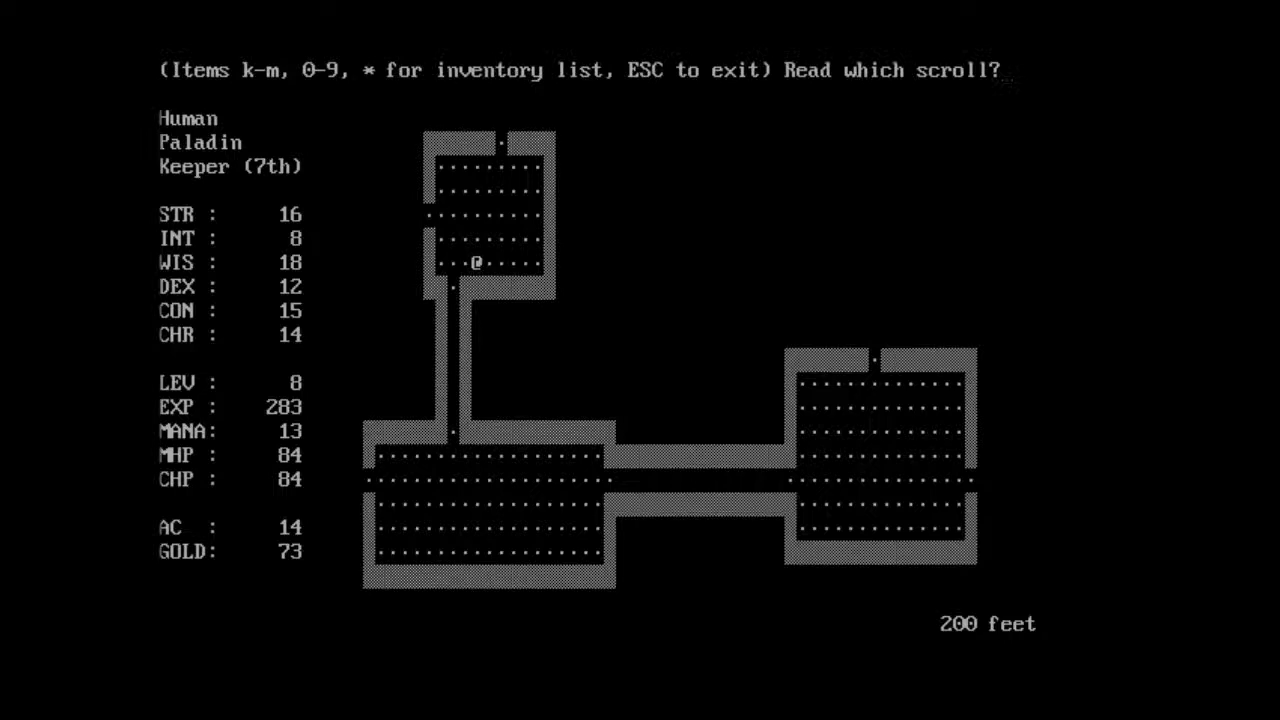 (Items k-m, 0-9, * for inventory list, ESC to exit) Read which scroll?
Human
Paladin
Keeper (7th)
STR : 16
INT : 8
WIS : 18
DEX : 12
CON : 15
CHR : 14
LEV : 8
EXP : 283
MANA: 13
MHP : 84
CHP : 84
AC : 14
GOLD: 73
@
200 feet